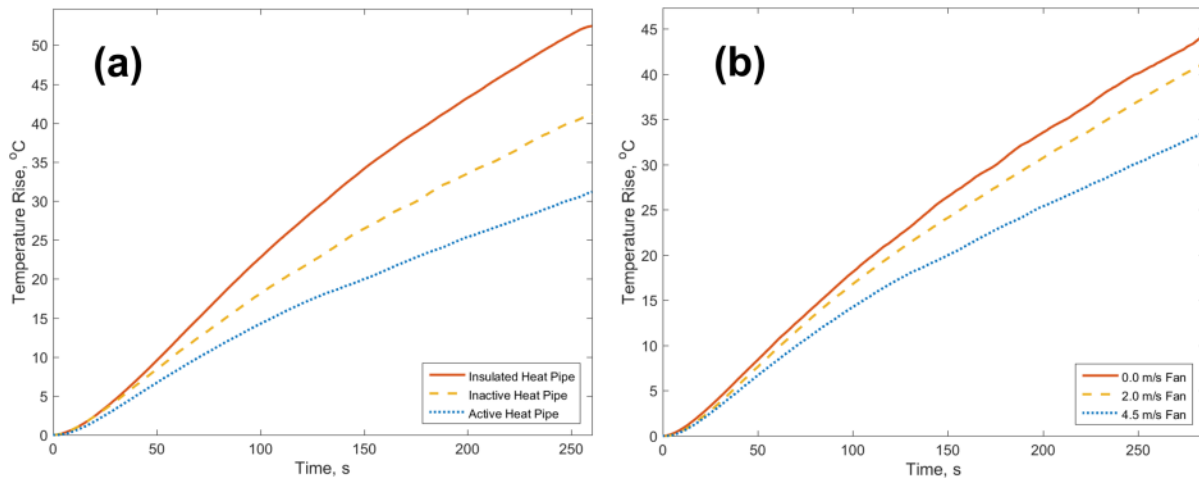 (a)
Temperature Rise, °C
50
45
40
35
30
25
20
15
10
5
0
0 50 100 150 200 250
Time, s
Insulated Heat Pipe
Inactive Heat Pipe
Active Heat Pipe
(b)
Temperature Rise, °C
45
40
35
30
25
20
15
10
5
0
0 50 100 150 200 250
Time, s
0.0 m/s Fan
2.0 m/s Fan
4.5 m/s Fan